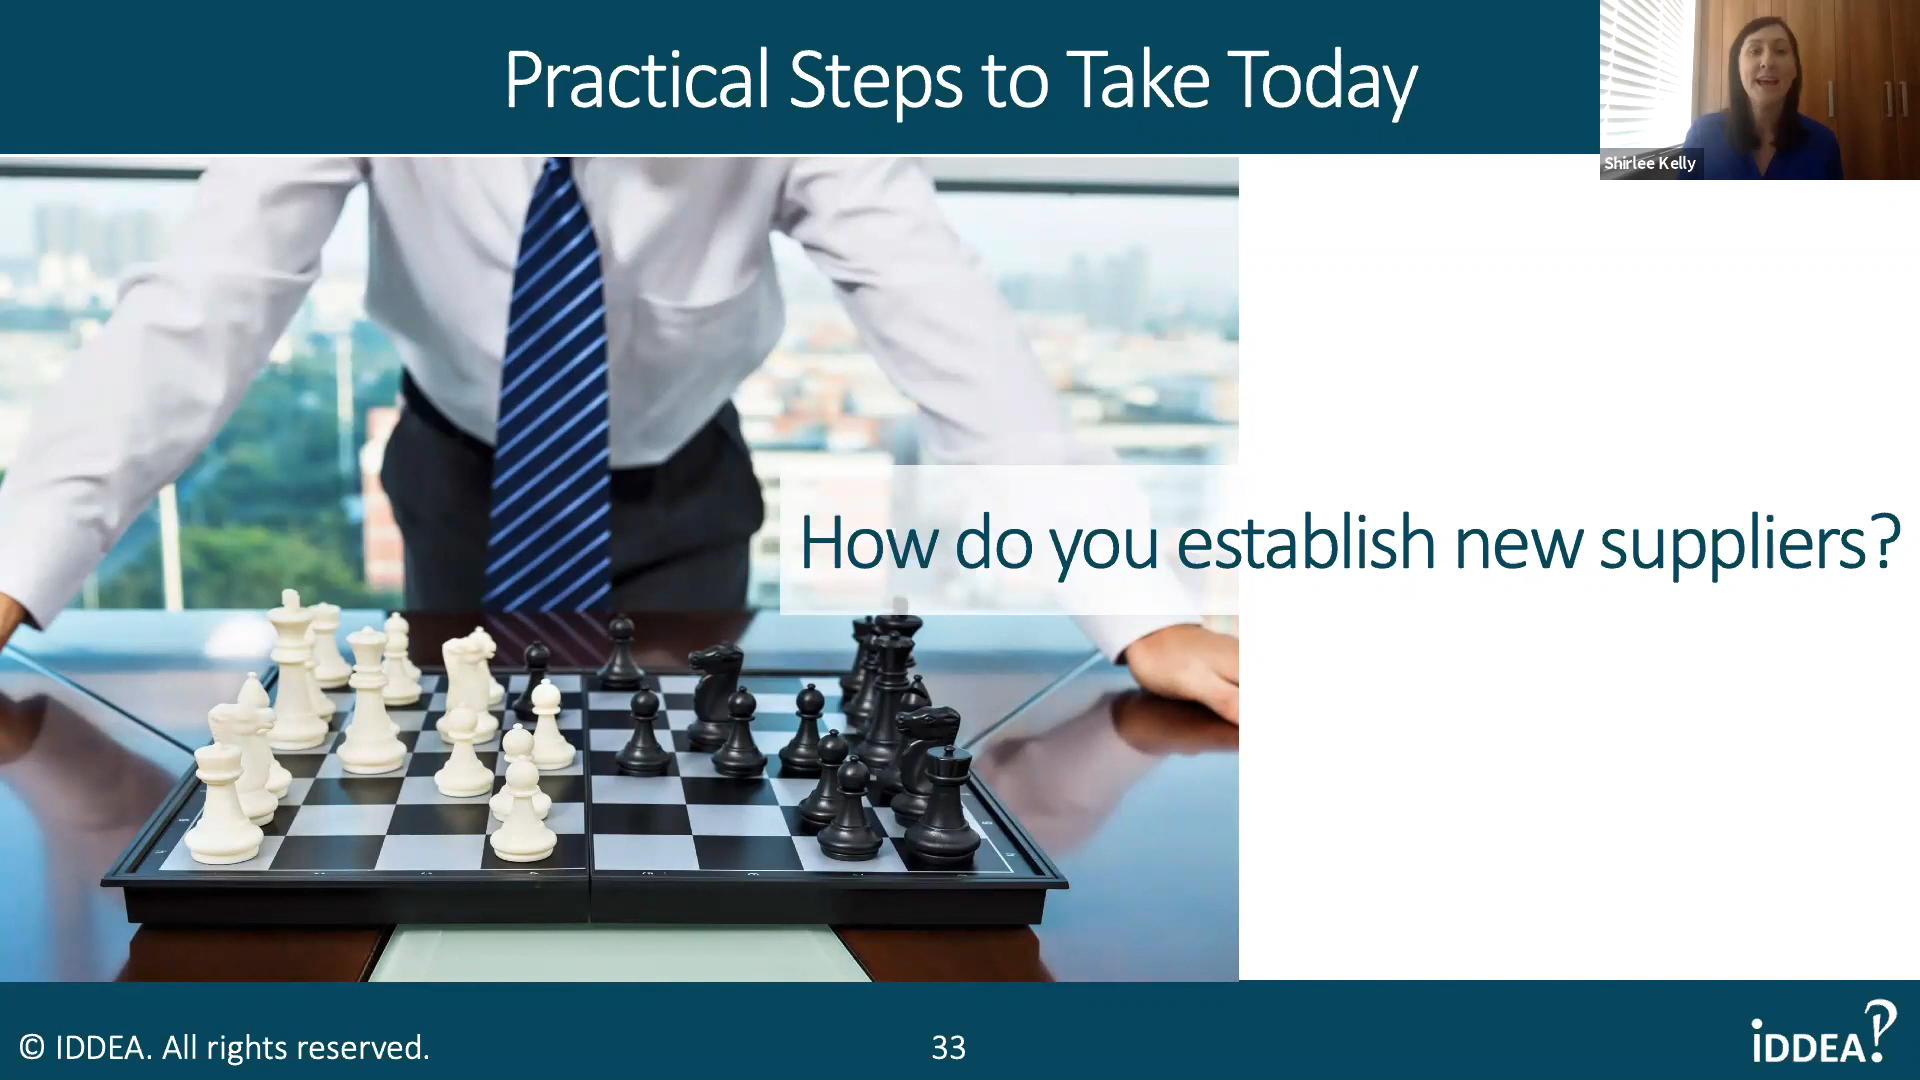 Practical Steps to Take Today
Shirlee Kelly
How do you establish new suppliers?
© IDDEA. All rights reserved.
33
iDDEA?